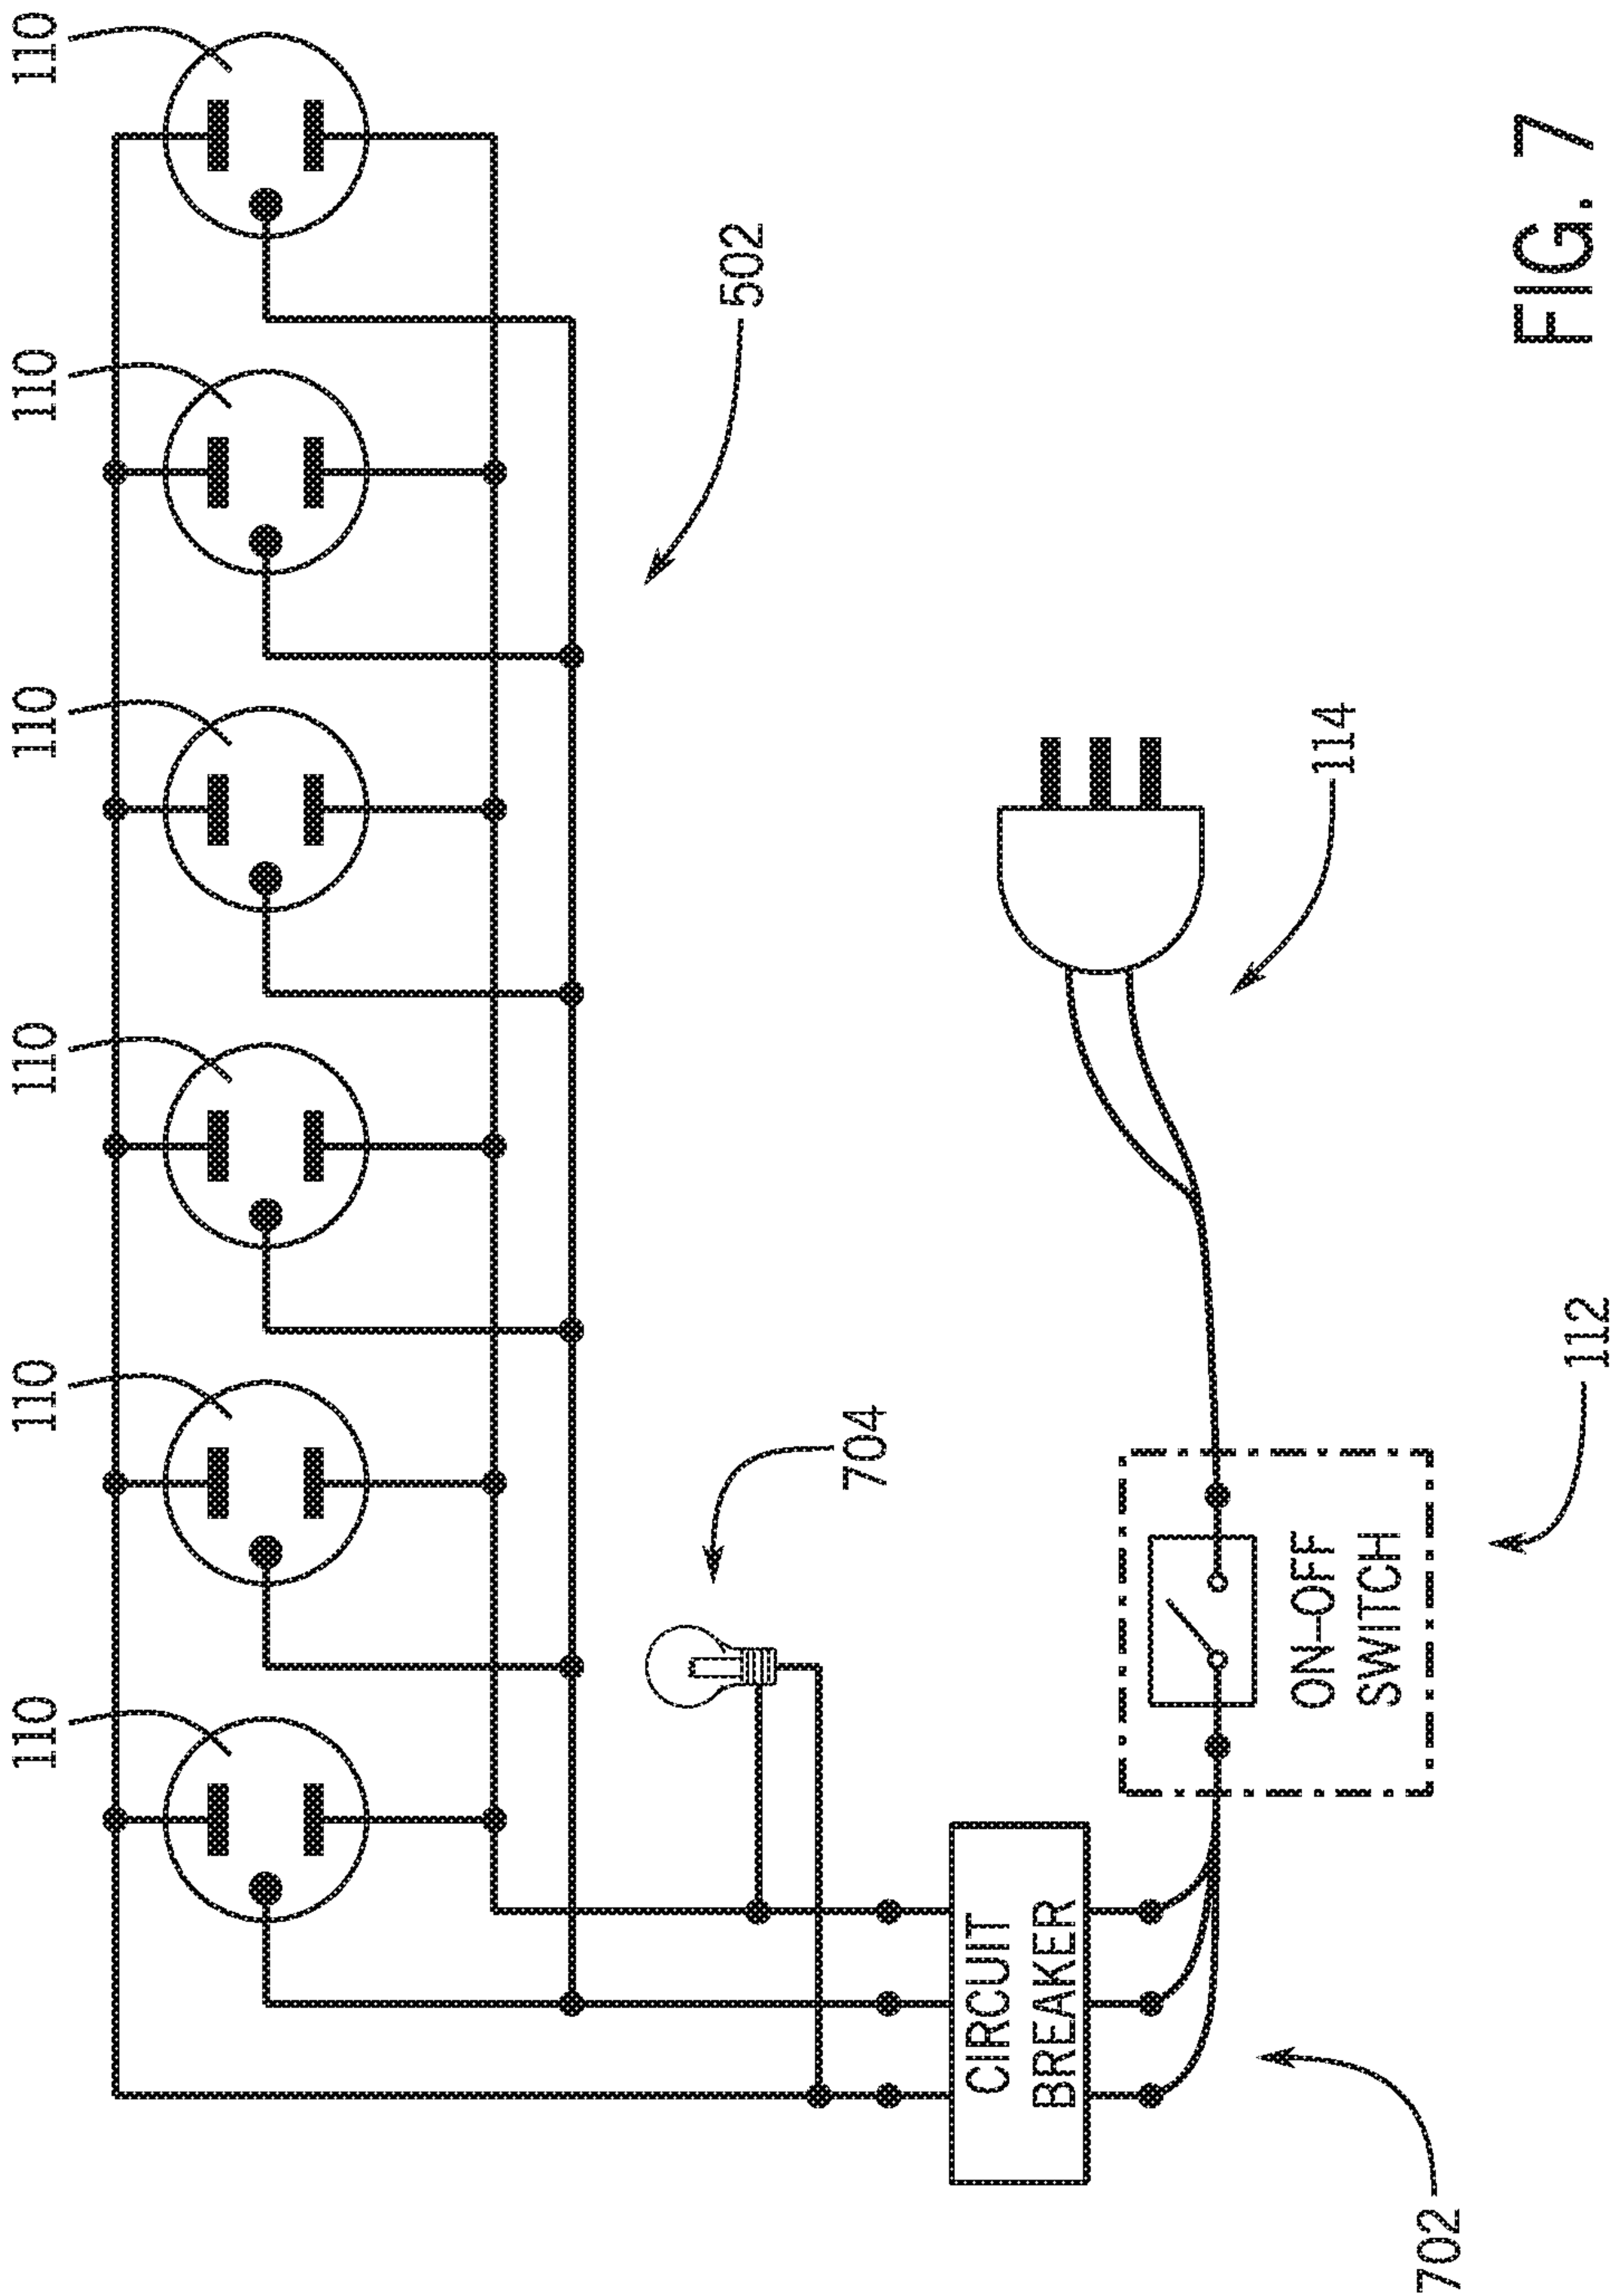 110
110
110
110
110
110
502
704
114
CIRCUIT
BREAKER
ON-OFF
SWITCH
112
702
FIG. 7